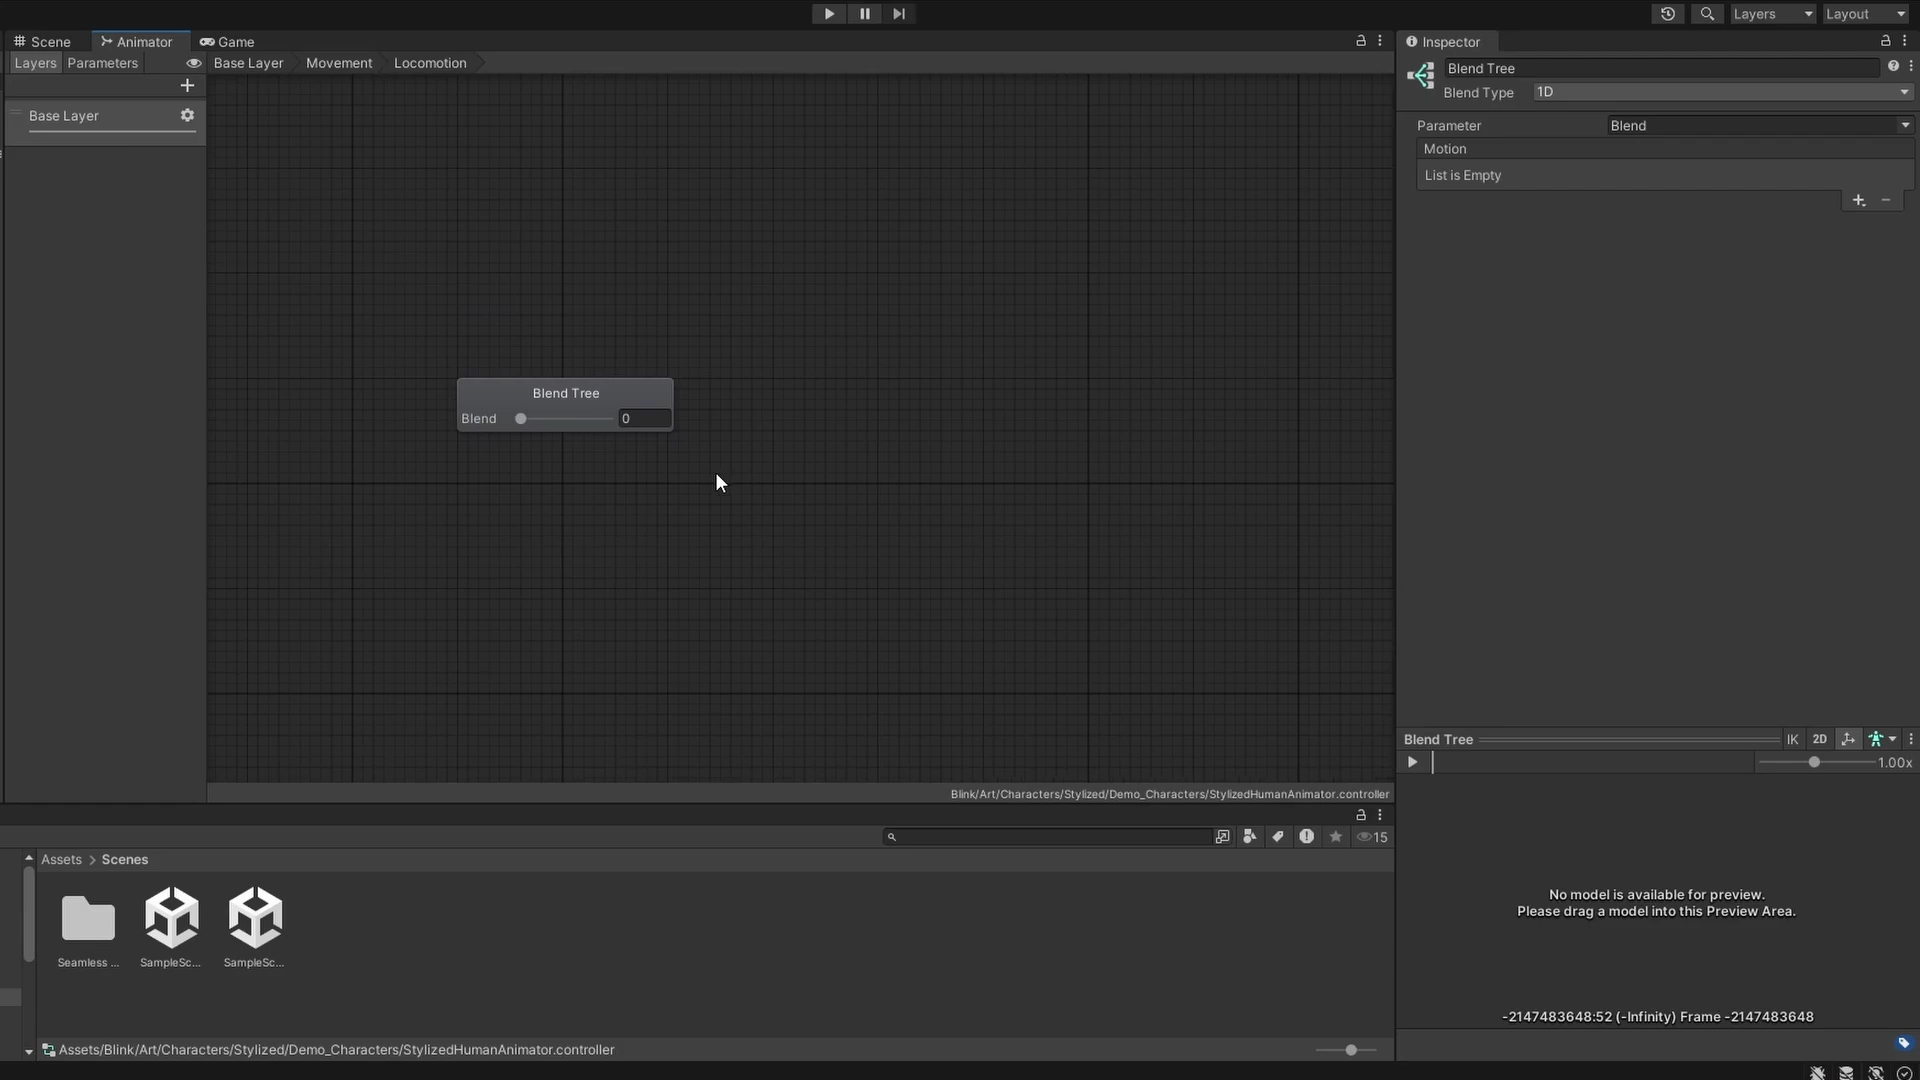 Layers
Layout
Scene
Animator
Game
Inspector
Layers
Parameters
Base Layer
Movement
Locomotion
Blend Tree
Blend Type
1D
Base Layer
Parameter
Blend
Motion
List is Empty
Blend Tree
Blend
0
Blend Tree
IK
2D
1.00x
Blink/Art/Characters/Stylized/Demo_Characters/StylizedHumanAnimator.controller
15
Assets > Scenes
Seamless ...
SampleSc...
SampleSc...
No model is available for preview.
Please drag a model into this Preview Area.
-2147483648:52 (-Infinity) Frame -2147483648
Assets/Blink/Art/Characters/Stylized/Demo_Characters/StylizedHumanAnimator.controller